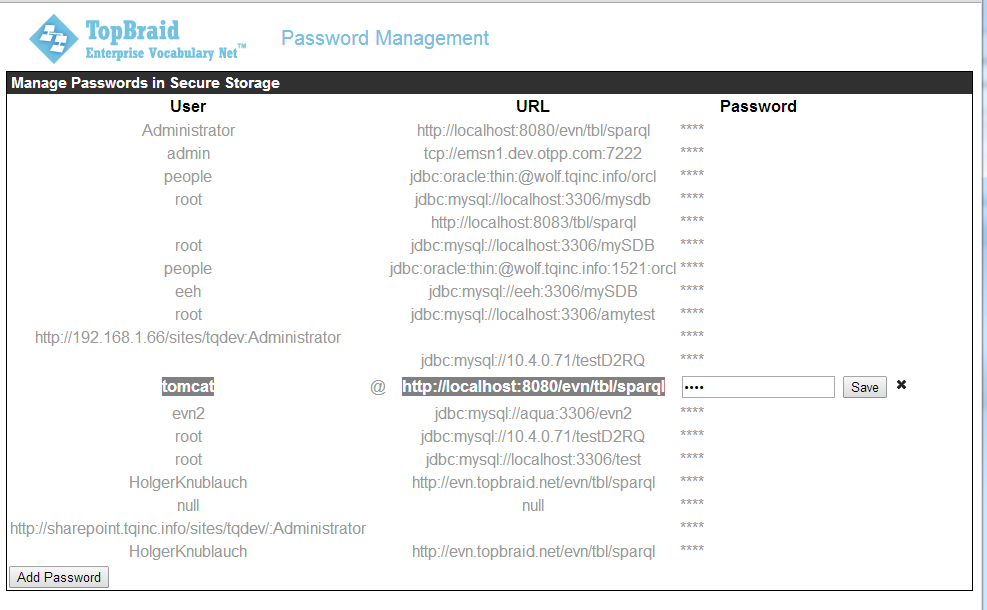 TopBraid
Enterprise Vocabulary Net™
Password Management
Manage Passwords in Secure Storage
User URL Password
Administrator http://localhost:8080/evn/tbl/sparql ****
admin tcp://emsn1.dev.otpp.com:7222 ****
people jdbc:oracle:thin:@wolf.tqinc.info/orcl ****
root jdbc:mysql://localhost:3306/mysdb ****
http://localhost:8083/tbl/sparql ****
root jdbc:mysql://localhost:3306/mySDB ****
people jdbc:oracle:thin:@wolf.tqinc.info:1521:orcl ****
eeh jdbc:mysql://eeh:3306/mySDB ****
root jdbc:mysql://localhost:3306/amytest ****
http://192.168.1.66/sites/tqdev:Administrator ****
jdbc:mysql://10.4.0.71/testD2RQ ****
tomcat @ http://localhost:8080/evn/tbl/sparql •••• Save ✖
evn2 jdbc:mysql://aqua:3306/evn2 ****
root jdbc:mysql://10.4.0.71/testD2RQ ****
root jdbc:mysql://localhost:3306/test ****
HolgerKnublauch http://evn.topbraid.net/evn/tbl/sparql ****
null null ****
http://sharepoint.tqinc.info/sites/tqdev/:Administrator ****
HolgerKnublauch http://evn.topbraid.net/evn/tbl/sparql ****
Add Password